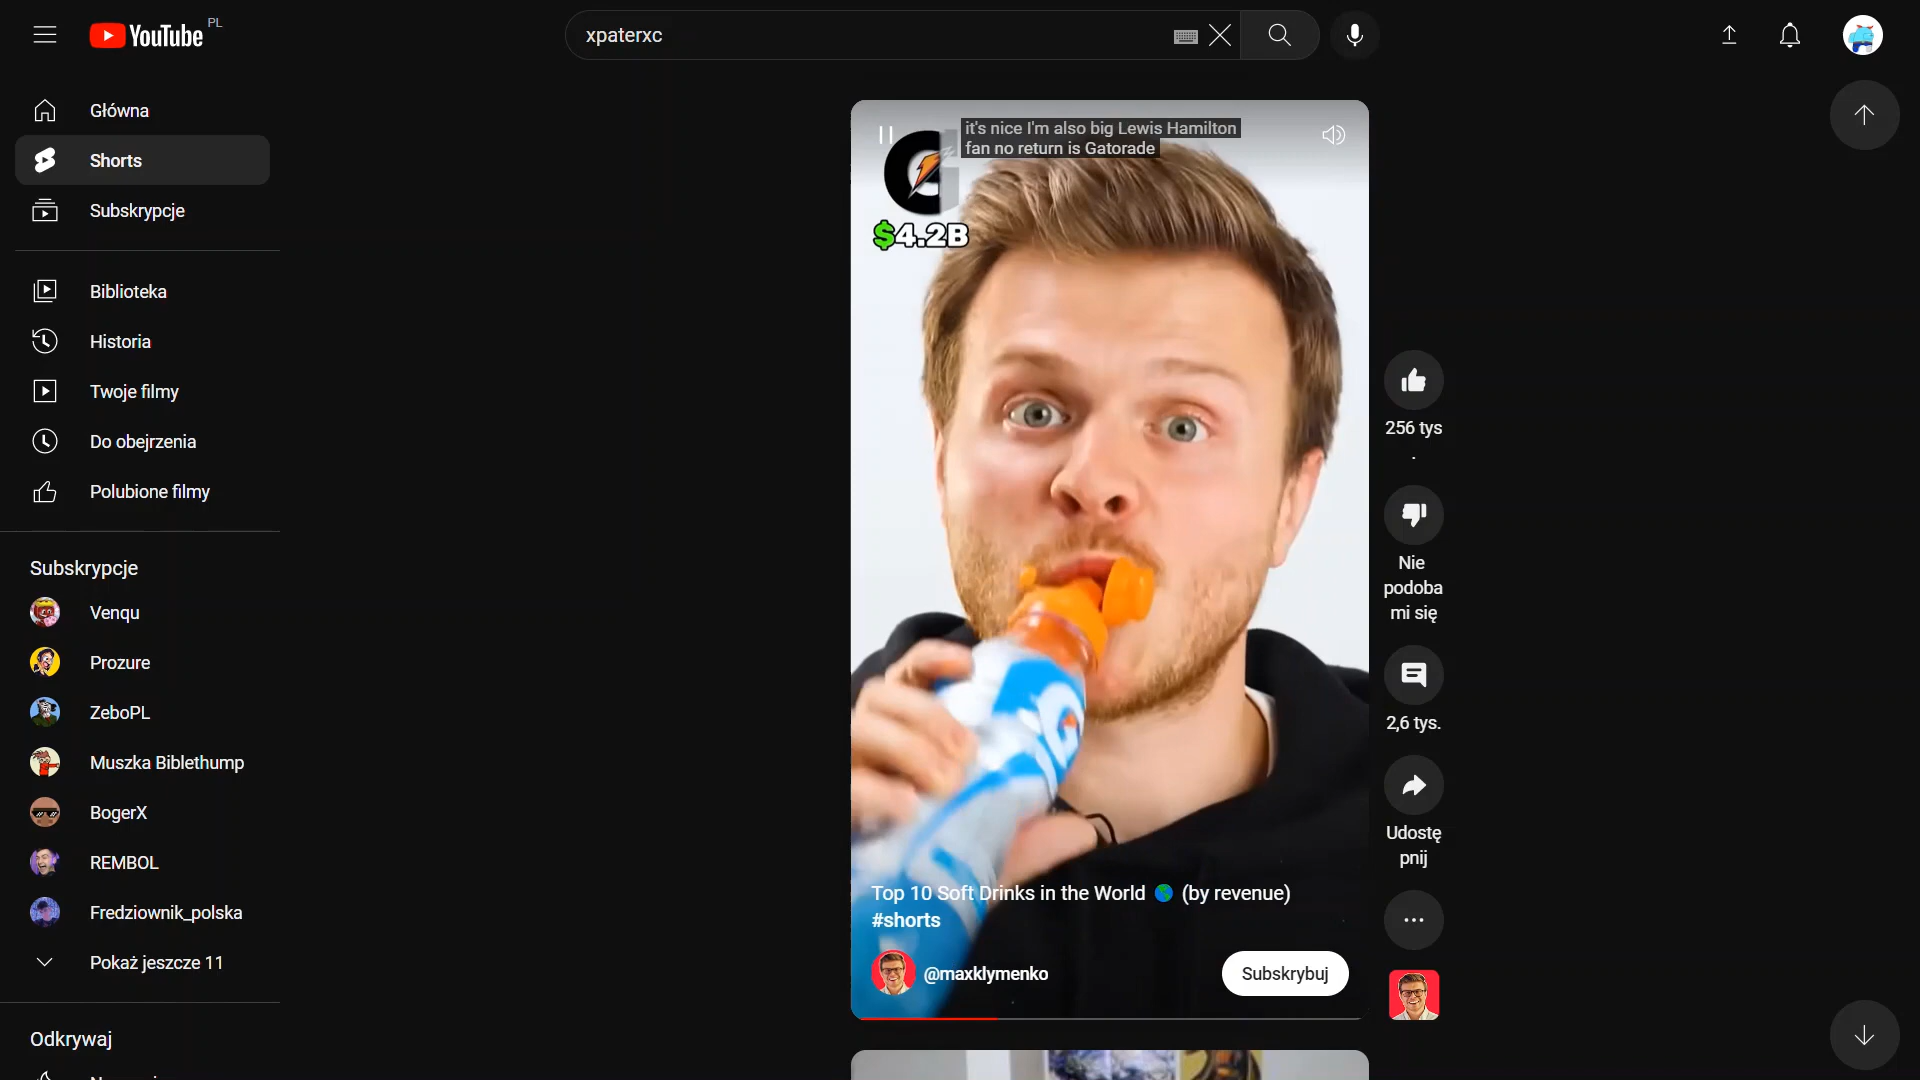 YouTube PL
xpaterxc
Główna
Shorts
Subskrypcje
Biblioteka
Historia
Twoje filmy
Do obejrzenia
Polubione filmy
Subskrypcje
Venqu
Prozure
ZeboPL
Muszka Biblethump
BogerX
REMBOL
Fredziownik_polska
Pokaż jeszcze 11
Odkrywaj
it's nice I'm also big Lewis Hamilton
fan no return is Gatorade
$4.2B
Top 10 Soft Drinks in the World (by revenue)
#shorts
@maxklymenko
Subskrybuj
256 tys
.
Nie
podoba
mi się
2,6 tys.
Udostę
pnij